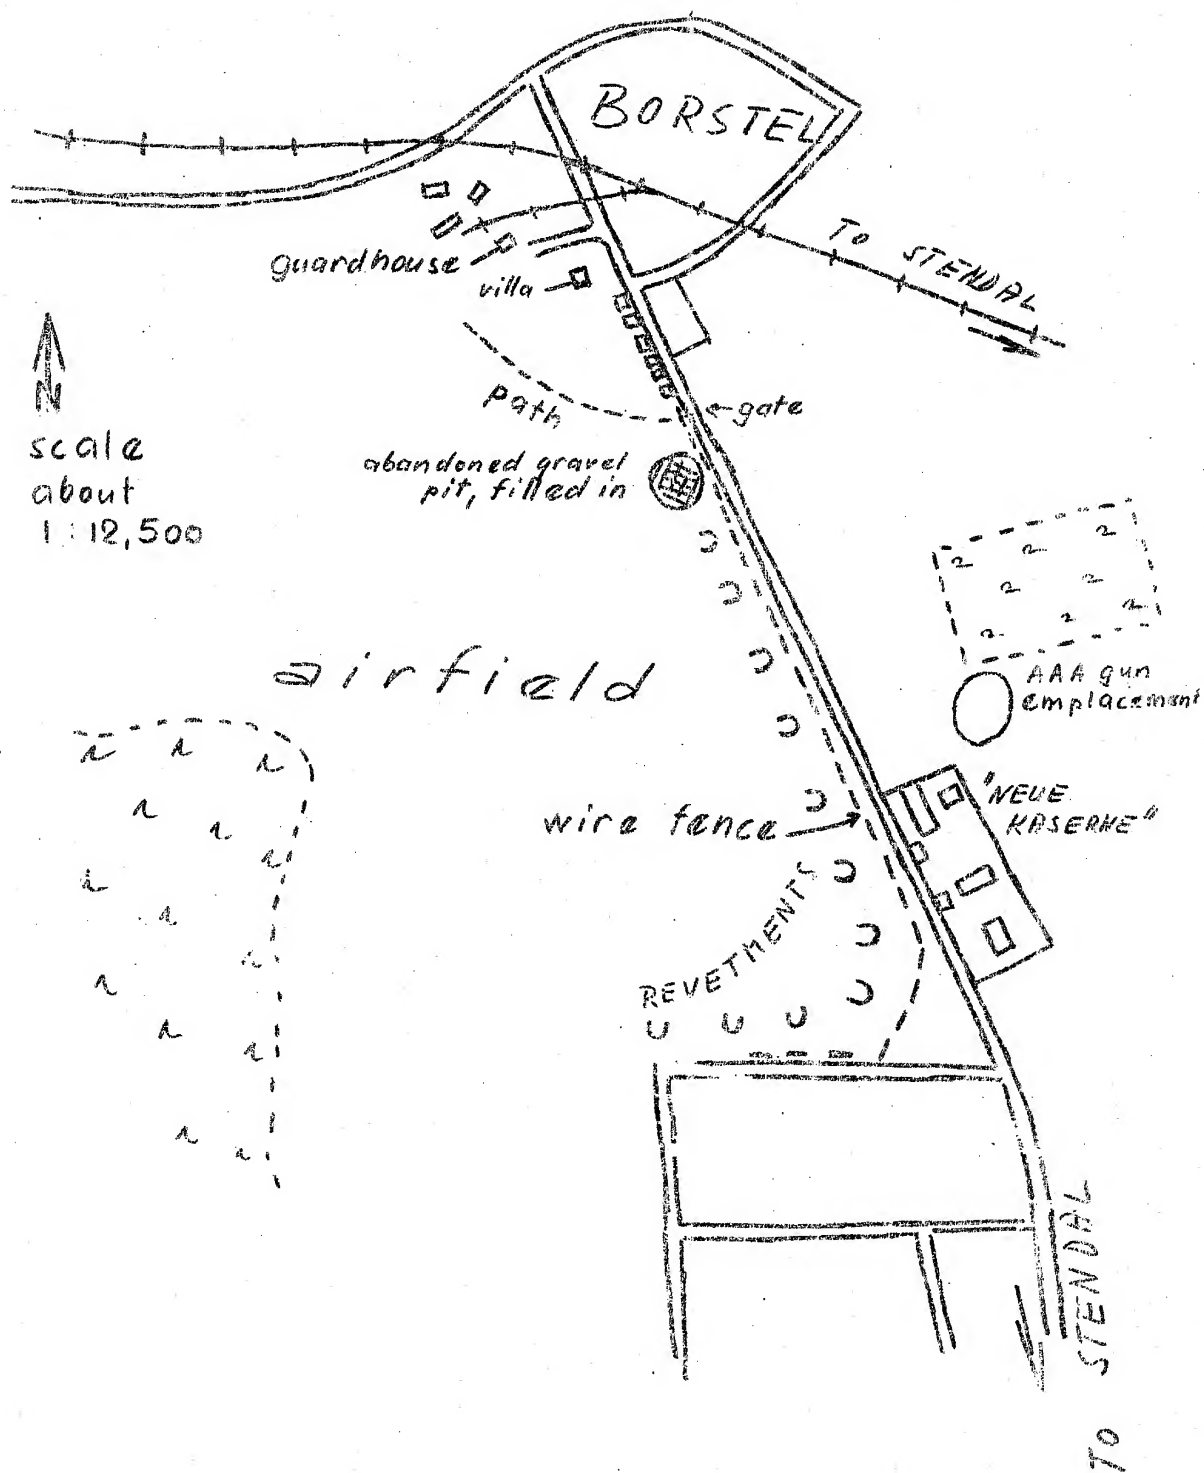 BORSTEL
To STENDAL
guardhouse
villa
N
path
gate
scale
about
1:12,500
abandoned gravel
pit, filled in
airfield
AAA gun
emplacement
"NEUE
KASERNE"
wire fence
REVETMENTS
To STENDAL